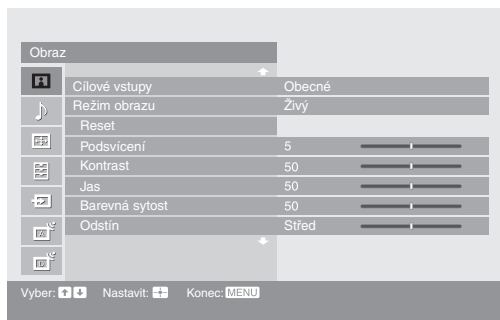 Obraz
Cílové vstupy Obecné
Režim obrazu Živý
Reset
Podsvícení 5
Kontrast 50
Jas 50
Barevná sytost 50
Odstín Střed
Vyber: Nastavit: Konec: MENU